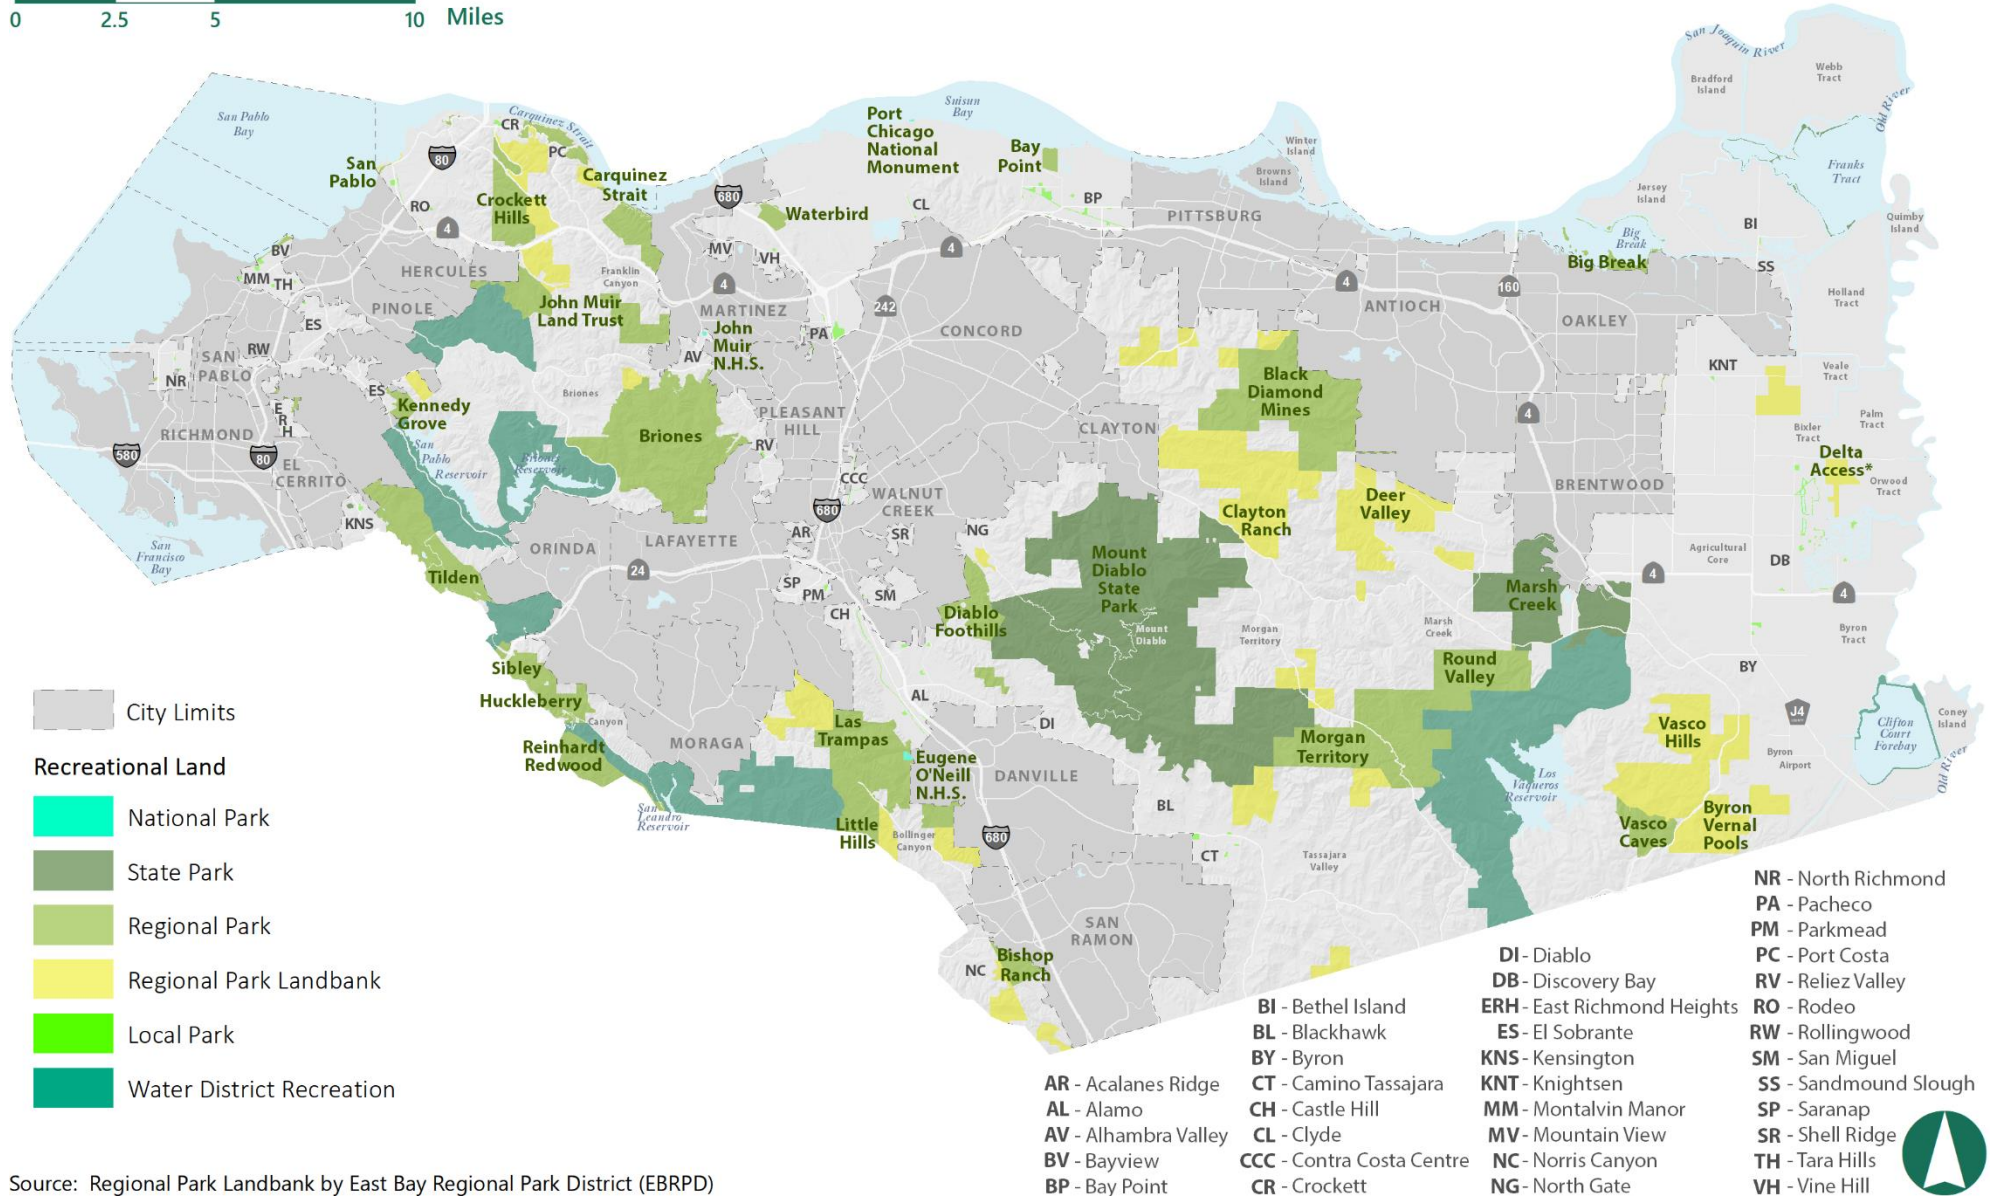 0 2.5 5 10 Miles
San Joaquin River
Bradford
Island
Webb
Tract
Old River
San Pablo
Bay
80
CR
Carquinez Strait
PC
San
Pablo
Carquinez
Strait
Crockett
Hills
RO
4
Port
Chicago
National
Monument
Suisun
Bay
Bay
Point
Winter
Island
Browns
Island
680
Waterbird
CL
BP
PITTSBURG
Jersey
Island
Franks
Tract
Quimby
Island
BI
Big
Break
Big Break
SS
BV
MM
TH
HERCULES
Franklin
Canyon
MV
VH
4
4
242
4
ANTIOCH
160
OAKLEY
Holland
Tract
PINOLE
John Muir
Land Trust
MARTINEZ
John
Muir
N.H.S.
PA
AV
CONCORD
ES
SAN
PABLO
RW
NR
ES
Briones
KNT
Veale
Tract
Kennedy
Grove
E
R
H
RICHMOND
580
80
EL
CERRITO
San
Pablo
Reservoir
Briones
Reservoir
Briones
PLEASANT
HILL
RV
CLAYTON
Black
Diamond
Mines
4
Palm
Tract
Bixler
Tract
Delta
Access*
Orwood
Tract
CCC
WALNUT
CREEK
680
Clayton
Ranch
Deer
Valley
BRENTWOOD
KNS
San
Francisco
Bay
Tilden
ORINDA
LAFAYETTE
24
AR
SR
NG
SP
PM
SM
CH
Mount
Diablo
State
Park
Mount
Diablo
Diablo
Foothills
Morgan
Territory
Marsh
Creek
Marsh
Creek
Agricultural
Core
DB
4
4
Byron
Tract
Sibley
Huckleberry
Canyon
Reinhardt
Redwood
MORAGA
Las
Trampas
AL
DI
Round
Valley
BY
J4
Vasco
Hills
Clifton
Court
Forebay
Coney
Island
Old River
Eugene
O'Neill
N.H.S.
DANVILLE
Morgan
Territory
Byron
Airport
Los
Vaqueros
Reservoir
San
Leandro
Reservoir
Little
Hills
Bollinger
Canyon
680
BL
CT
Tassajara
Valley
Vasco
Caves
Byron
Vernal
Pools
SAN
RAMON
NC
Bishop
Ranch
City Limits
Recreational Land
National Park
State Park
Regional Park
Regional Park Landbank
Local Park
Water District Recreation
AR - Acalanes Ridge
AL - Alamo
AV - Alhambra Valley
BV - Bayview
BP - Bay Point
BI - Bethel Island
BL - Blackhawk
BY - Byron
CT - Camino Tassajara
CH - Castle Hill
CL - Clyde
CCC - Contra Costa Centre
CR - Crockett
DI - Diablo
DB - Discovery Bay
ERH - East Richmond Heights
ES - El Sobrante
KNS - Kensington
KNT - Knightsen
MM - Montalvin Manor
MV - Mountain View
NC - Norris Canyon
NG - North Gate
NR - North Richmond
PA - Pacheco
PM - Parkmead
PC - Port Costa
RV - Reliez Valley
RO - Rodeo
RW - Rollingwood
SM - San Miguel
SS - Sandmound Slough
SP - Saranap
SR - Shell Ridge
TH - Tara Hills
VH - Vine Hill
Source: Regional Park Landbank by East Bay Regional Park District (EBRPD)